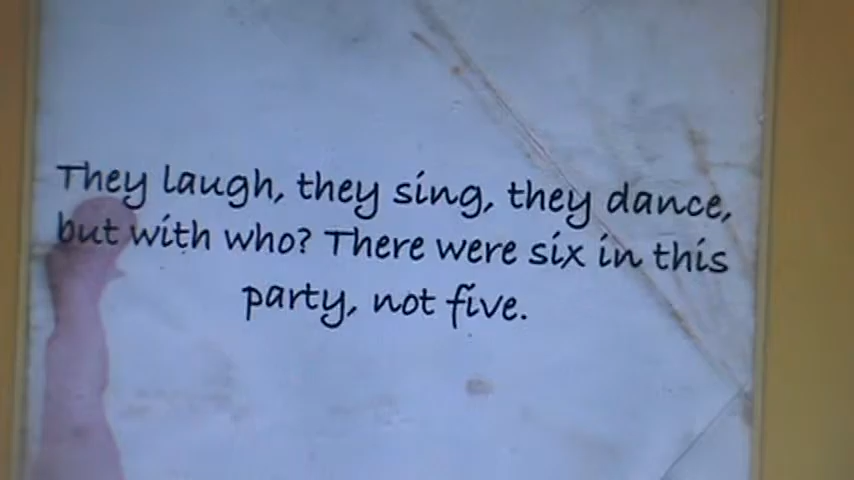 They laugh, they sing, they dance,
but with who? There were six in this
party, not five.